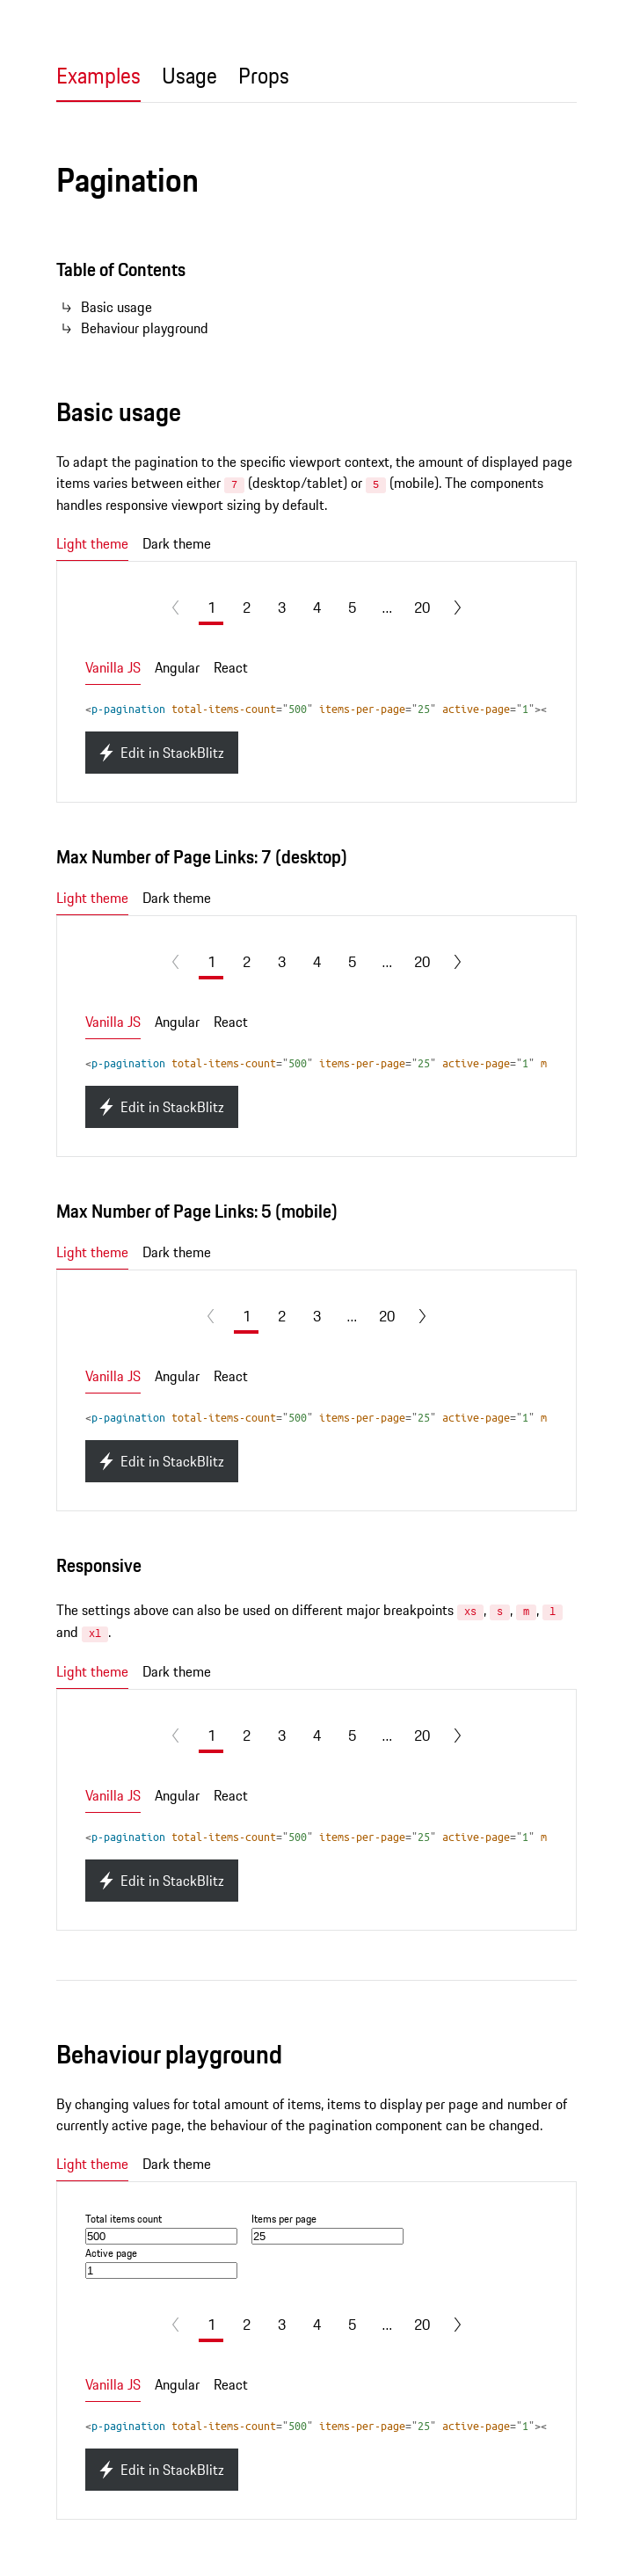 Examples Usage Props
Pagination
Table of Contents
Basic usage
Behaviour playground
Basic usage
To adapt the pagination to the specific viewport context, the amount of displayed page
items varies between either 7 (desktop/tablet) or 5 (mobile). The components
handles responsive viewport sizing by default.
Light theme Dark theme
1 2 3 4 5 ... 20
Vanilla JS Angular React
<p-pagination total-items-count="500" items-per-page="25" active-page="1"><
Edit in StackBlitz
Max Number of Page Links: 7 (desktop)
Light theme Dark theme
1 2 3 4 5 ... 20
Vanilla JS Angular React
<p-pagination total-items-count="500" items-per-page="25" active-page="1" m
Edit in StackBlitz
Max Number of Page Links: 5 (mobile)
Light theme Dark theme
1 2 3 ... 20
Vanilla JS Angular React
<p-pagination total-items-count="500" items-per-page="25" active-page="1" m
Edit in StackBlitz
Responsive
The settings above can also be used on different major breakpoints xs, s, m, l
and xl.
Light theme Dark theme
1 2 3 4 5 ... 20
Vanilla JS Angular React
<p-pagination total-items-count="500" items-per-page="25" active-page="1" m
Edit in StackBlitz
Behaviour playground
By changing values for total amount of items, items to display per page and number of
currently active page, the behaviour of the pagination component can be changed.
Light theme Dark theme
Total items count Items per page
500 25
Active page
1
1 2 3 4 5 ... 20
Vanilla JS Angular React
<p-pagination total-items-count="500" items-per-page="25" active-page="1"><
Edit in StackBlitz